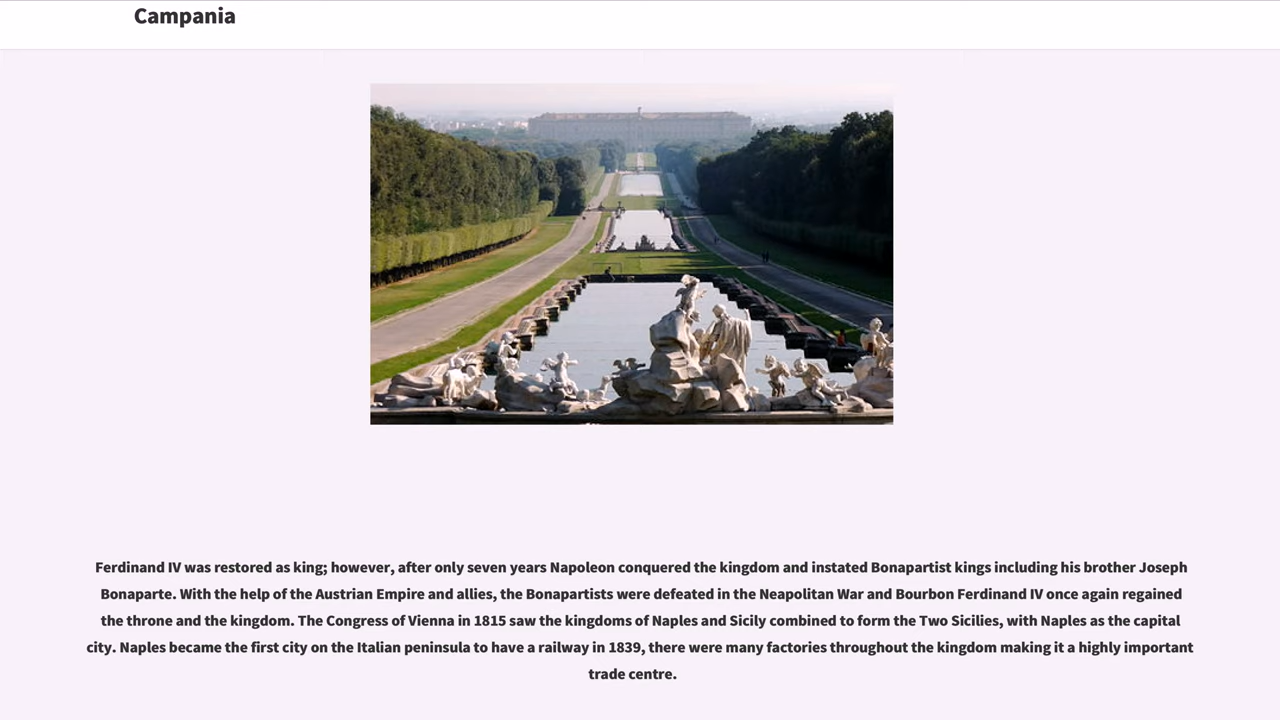 Campania
Ferdinand IV was restored as king; however, after only seven years Napoleon conquered the kingdom and instated Bonapartist kings including his brother Joseph
Bonaparte. With the help of the Austrian Empire and allies, the Bonapartists were defeated in the Neapolitan War and Bourbon Ferdinand IV once again regained
the throne and the kingdom. The Congress of Vienna in 1815 saw the kingdoms of Naples and Sicily combined to form the Two Sicilies, with Naples as the capital
city. Naples became the first city on the Italian peninsula to have a railway in 1839, there were many factories throughout the kingdom making it a highly important
trade centre.